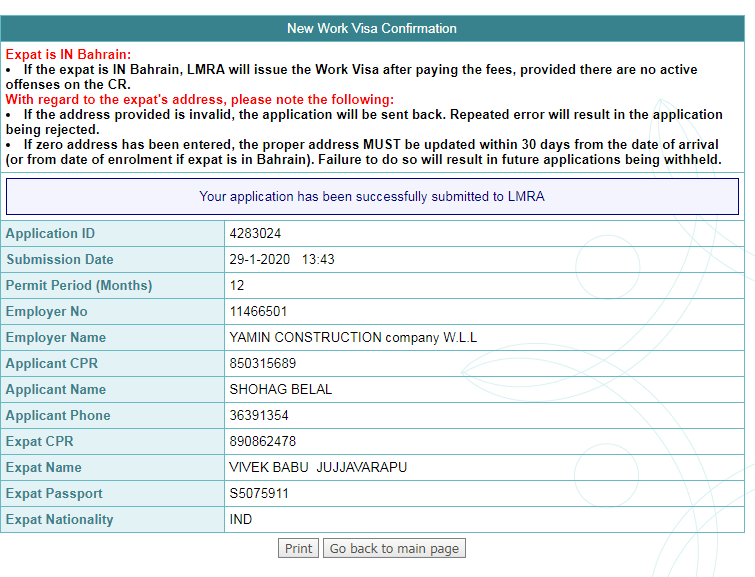 New Work Visa Confirmation
Expat is IN Bahrain:
• If the expat is IN Bahrain, LMRA will issue the Work Visa after paying the fees, provided there are no active
offenses on the CR.
With regard to the expat's address, please note the following:
• If the address provided is invalid, the application will be sent back. Repeated error will result in the application
being rejected.
• If zero address has been entered, the proper address MUST be updated within 30 days from the date of arrival
(or from date of enrolment if expat is in Bahrain). Failure to do so will result in future applications being withheld.
Your application has been successfully submitted to LMRA
Application ID 4283024
Submission Date 29-1-2020 13:43
Permit Period (Months) 12
Employer No 11466501
Employer Name YAMIN CONSTRUCTION company W.L.L
Applicant CPR 850315689
Applicant Name SHOHAG BELAL
Applicant Phone 36391354
Expat CPR 890862478
Expat Name VIVEK BABU JUJJAVARAPU
Expat Passport S5075911
Expat Nationality IND
Print Go back to main page